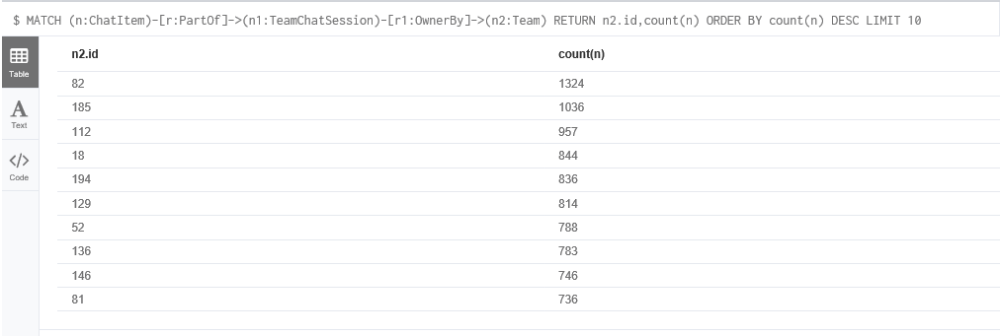 $ MATCH (n:ChatItem)-[r:PartOf]->(n1:TeamChatSession)-[r1:OwnerBy]->(n2:Team) RETURN n2.id,count(n) ORDER BY count(n) DESC LIMIT 10
n2.id count(n)
Table
82 1324
185 1036
A
Text
112 957
18 844
</>
Code
194 836
129 814
52 788
136 783
146 746
81 736